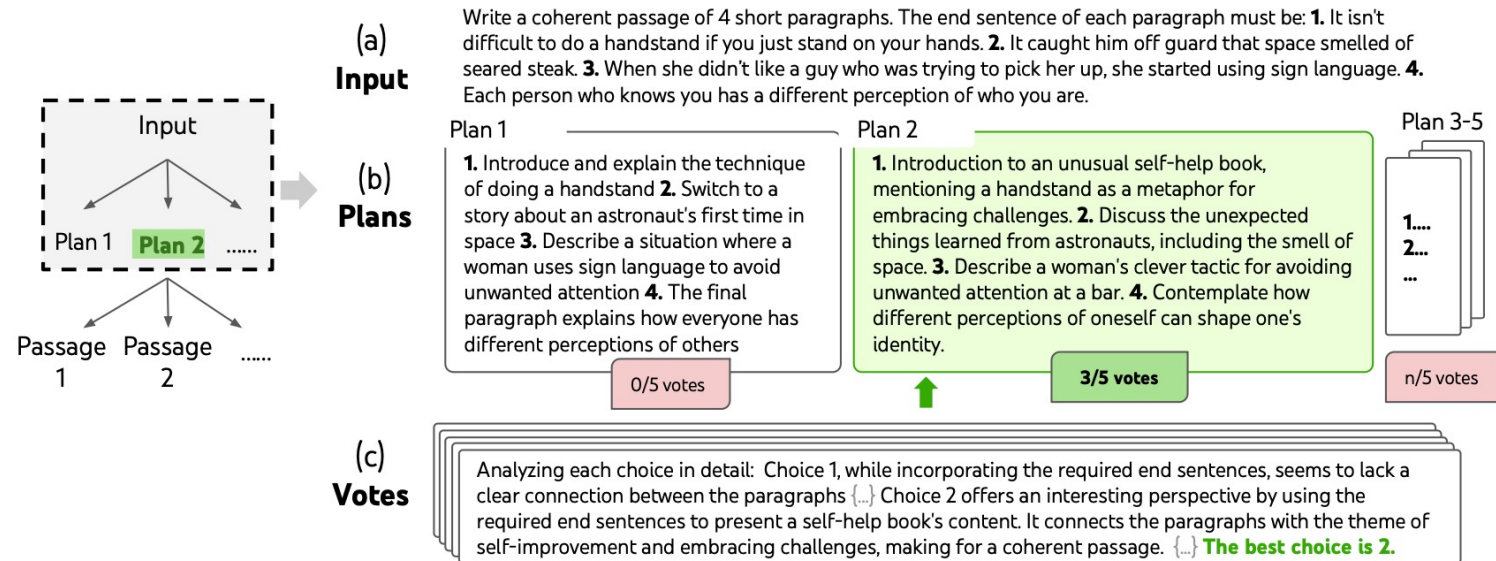 Input
Plan 1
Plan 2
......
Passage
1
Passage
2
......
(a)
Input
Write a coherent passage of 4 short paragraphs. The end sentence of each paragraph must be: 1. It isn't
difficult to do a handstand if you just stand on your hands. 2. It caught him off guard that space smelled of
seared steak. 3. When she didn't like a guy who was trying to pick her up, she started using sign language. 4.
Each person who knows you has a different perception of who you are.
(b)
Plans
Plan 1
1. Introduce and explain the technique
of doing a handstand 2. Switch to a
story about an astronaut's first time in
space 3. Describe a situation where a
woman uses sign language to avoid
unwanted attention 4. The final
paragraph explains how everyone has
different perceptions of others
0/5 votes
Plan 2
1. Introduction to an unusual self-help book,
mentioning a handstand as a metaphor for
embracing challenges. 2. Discuss the unexpected
things learned from astronauts, including the smell of
space. 3. Describe a woman's clever tactic for avoiding
unwanted attention at a bar. 4. Contemplate how
different perceptions of oneself can shape one's
identity.
3/5 votes
Plan 3-5
1....
2...
...
n/5 votes
(c)
Votes
Analyzing each choice in detail: Choice 1, while incorporating the required end sentences, seems to lack a
clear connection between the paragraphs {...} Choice 2 offers an interesting perspective by using the
required end sentences to present a self-help book's content. It connects the paragraphs with the theme of
self-improvement and embracing challenges, making for a coherent passage. {...} The best choice is 2.